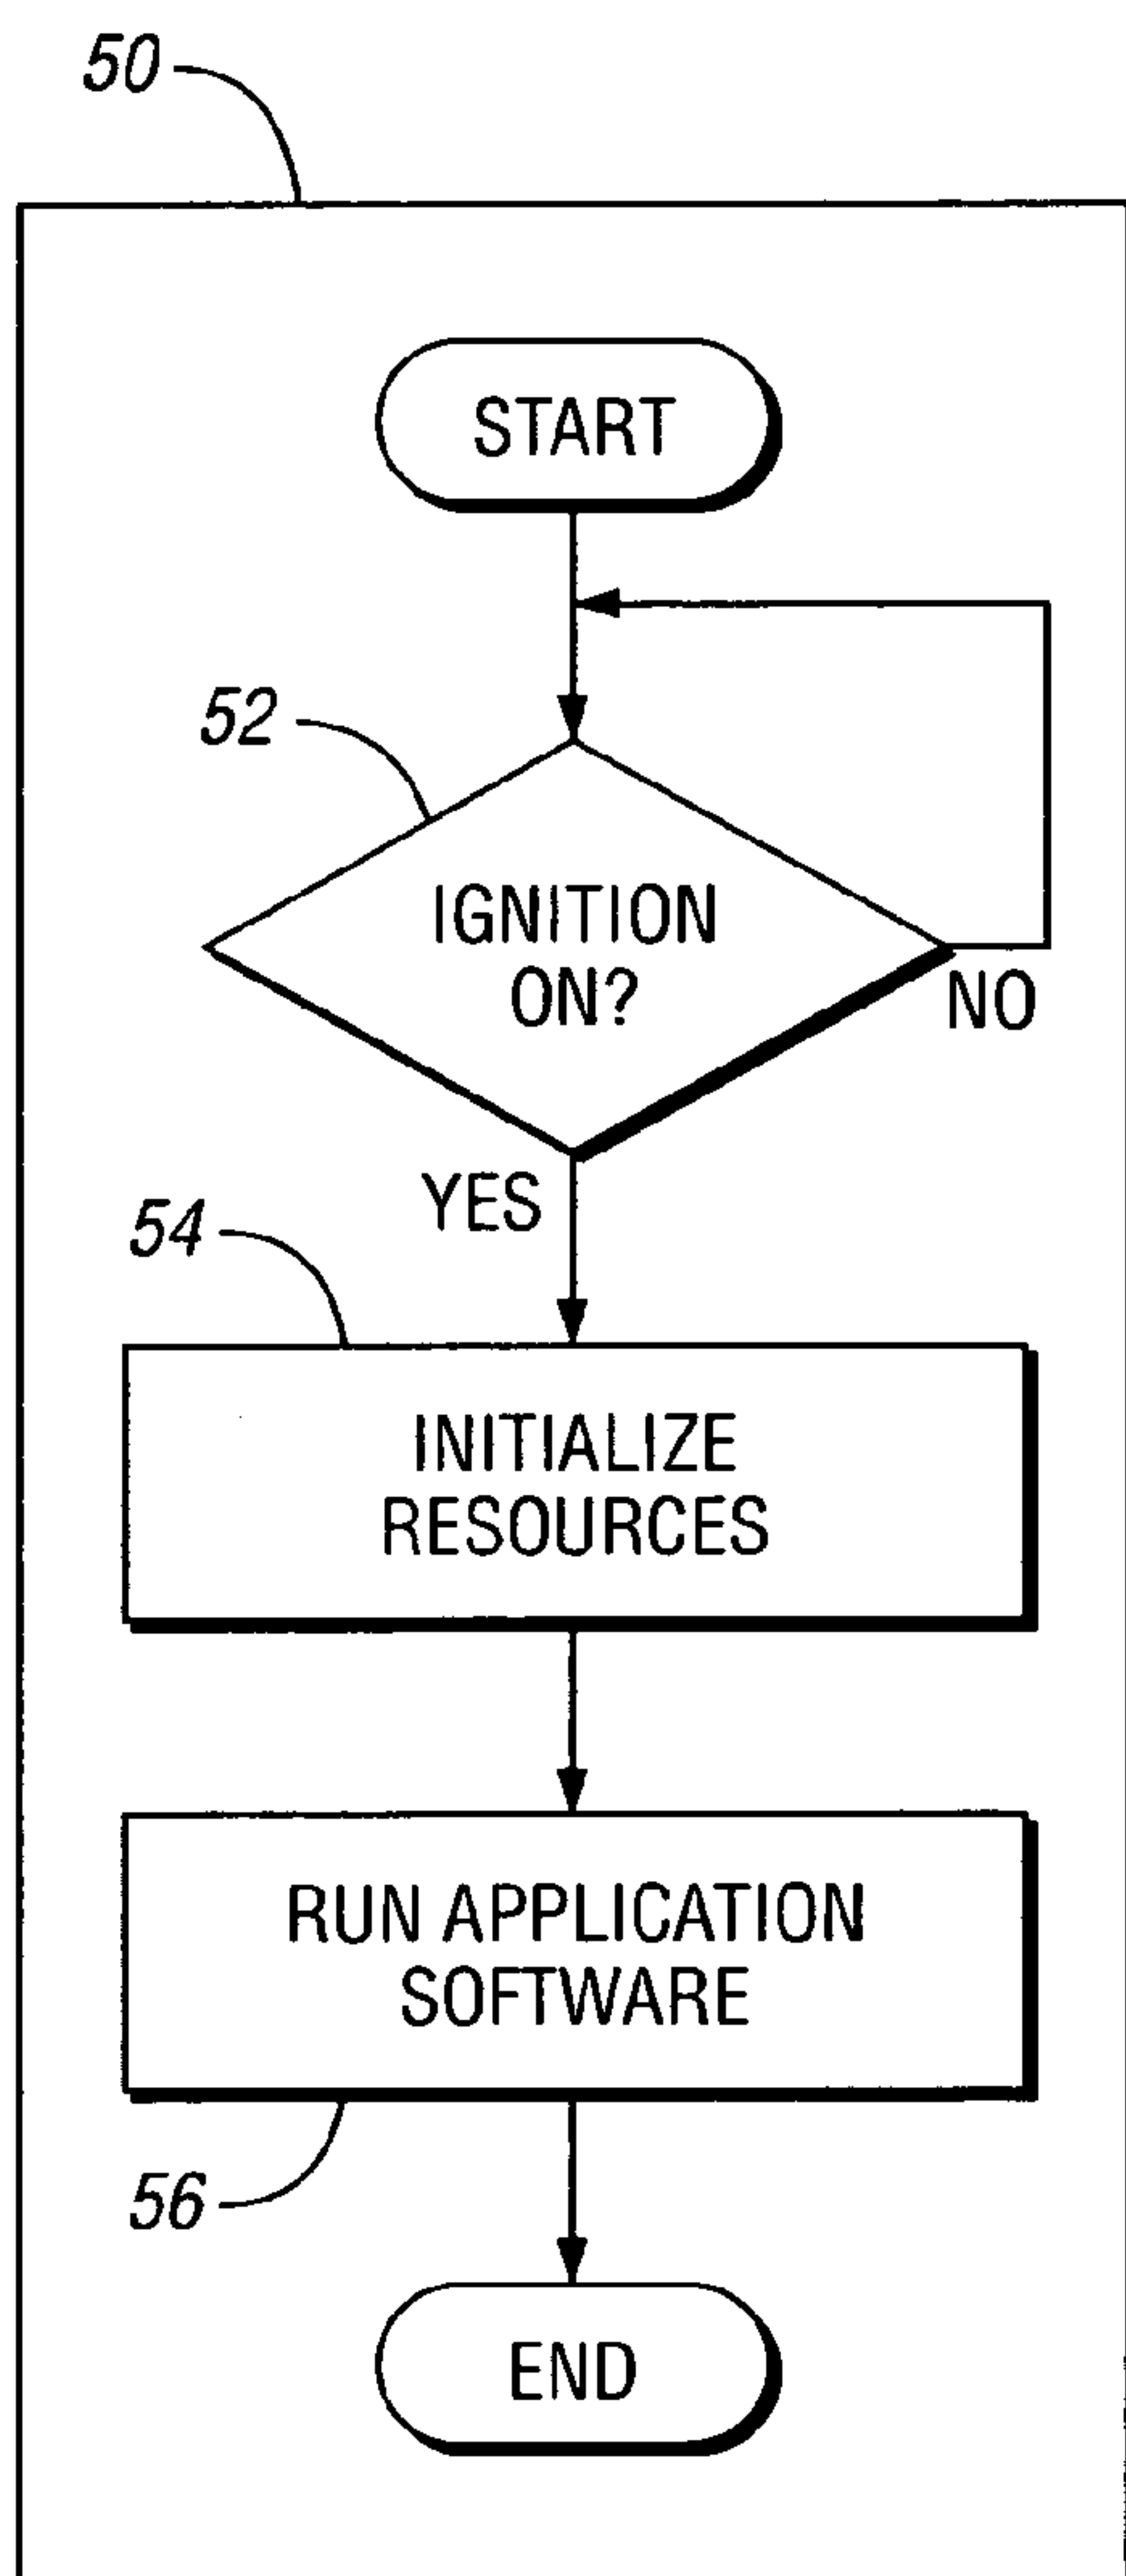 50
START
52
IGNITION
ON?
NO
YES
54
INITIALIZE
RESOURCES
RUN APPLICATION
SOFTWARE
56
END